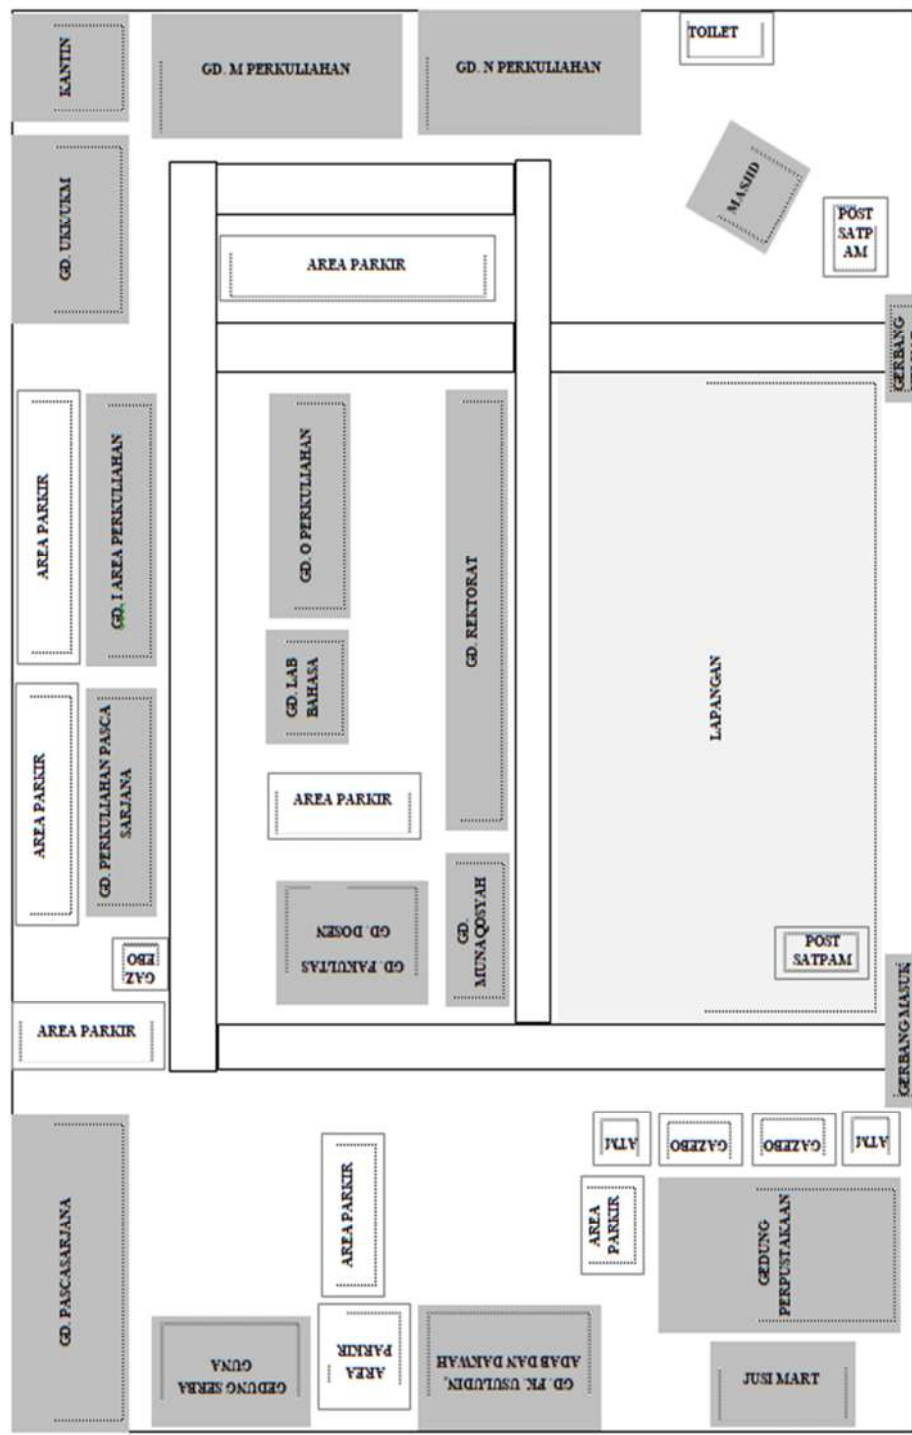 KANTIN
GD. M PERKULIAHAN
GD. N PERKULIAHAN
TOILET
GD. UKK/UKM
MASJID
POST
SATP
AM
AREA PARKIR
GERBANG
AREA PARKIR
GD. I AREA PERKULIAHAN
GD. O PERKULIAHAN
GD. REKTORAT
LAPANGAN
GD. LAB
BAHASA
AREA PARKIR
GD. PERKULIAHAN PASCA
SARJANA
AREA PARKIR
GD. DOSEN
GD. FAKULTAS
GD.
MUNAQOSYAH
POST
SATPAM
GAZ
EBO
GERBANG MASUK
AREA PARKIR
ATM
GAZEBO
GAZEBO
ATM
GD. PASCASARJANA
AREA PARKIR
AREA
PARKIR
GEDUNG
PERPUSTAKAAN
GEDUNG SERBA
GUNA
AREA
PARKIR
GD. FK. USULUDIN,
ADAB DAN DAKWAH
JUSI MART